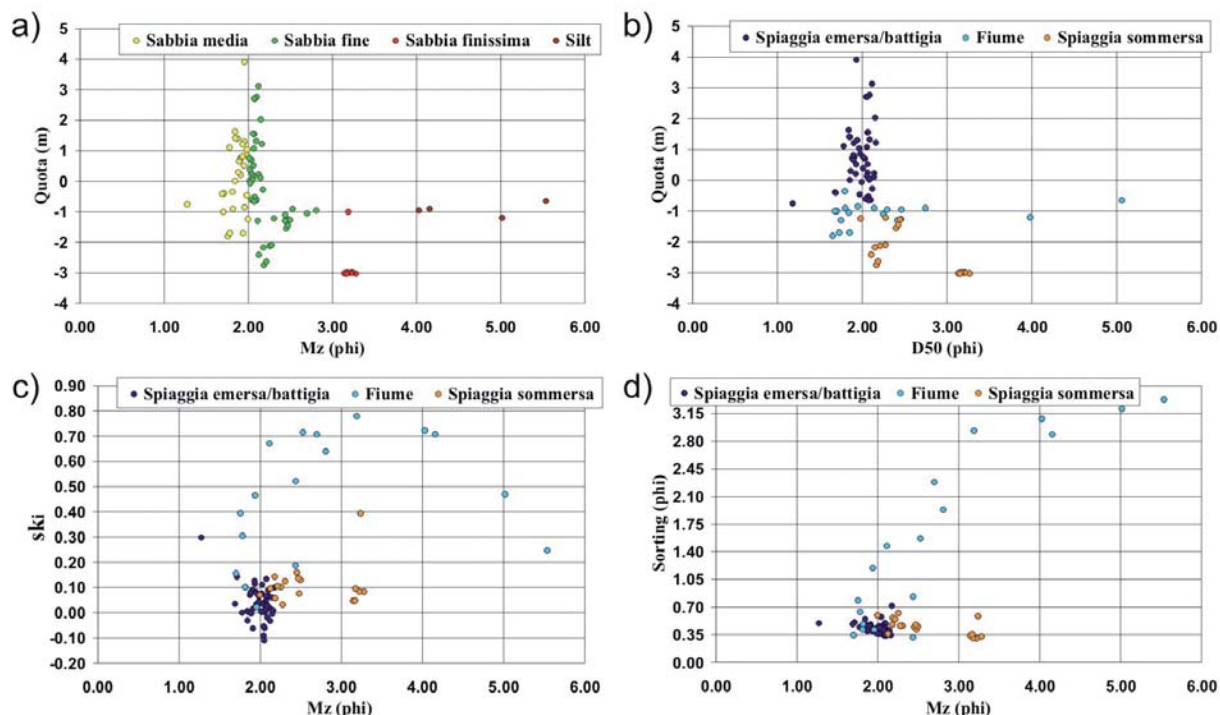 a)
Sabbia media Sabbia fine Sabbia finissima Silt
Quota (m)
5
4
3
2
1
0
-1
-2
-3
-4
0.00 1.00 2.00 3.00 4.00 5.00 6.00
Mz (phi)
b)
Spiaggia emersa/battigia Fiume Spiaggia sommersa
Quota (m)
5
4
3
2
1
0
-1
-2
-3
-4
0.00 1.00 2.00 3.00 4.00 5.00 6.00
D50 (phi)
c)
Spiaggia emersa/battigia Fiume Spiaggia sommersa
ski
0.90
0.80
0.70
0.60
0.50
0.40
0.30
0.20
0.10
0.00
-0.10
-0.20
0.00 1.00 2.00 3.00 4.00 5.00 6.00
Mz (phi)
d)
Spiaggia emersa/battigia Fiume Spiaggia sommersa
Sorting (phi)
3.15
2.80
2.45
2.10
1.75
1.40
1.05
0.70
0.35
0.00
0.00 1.00 2.00 3.00 4.00 5.00 6.00
Mz (phi)